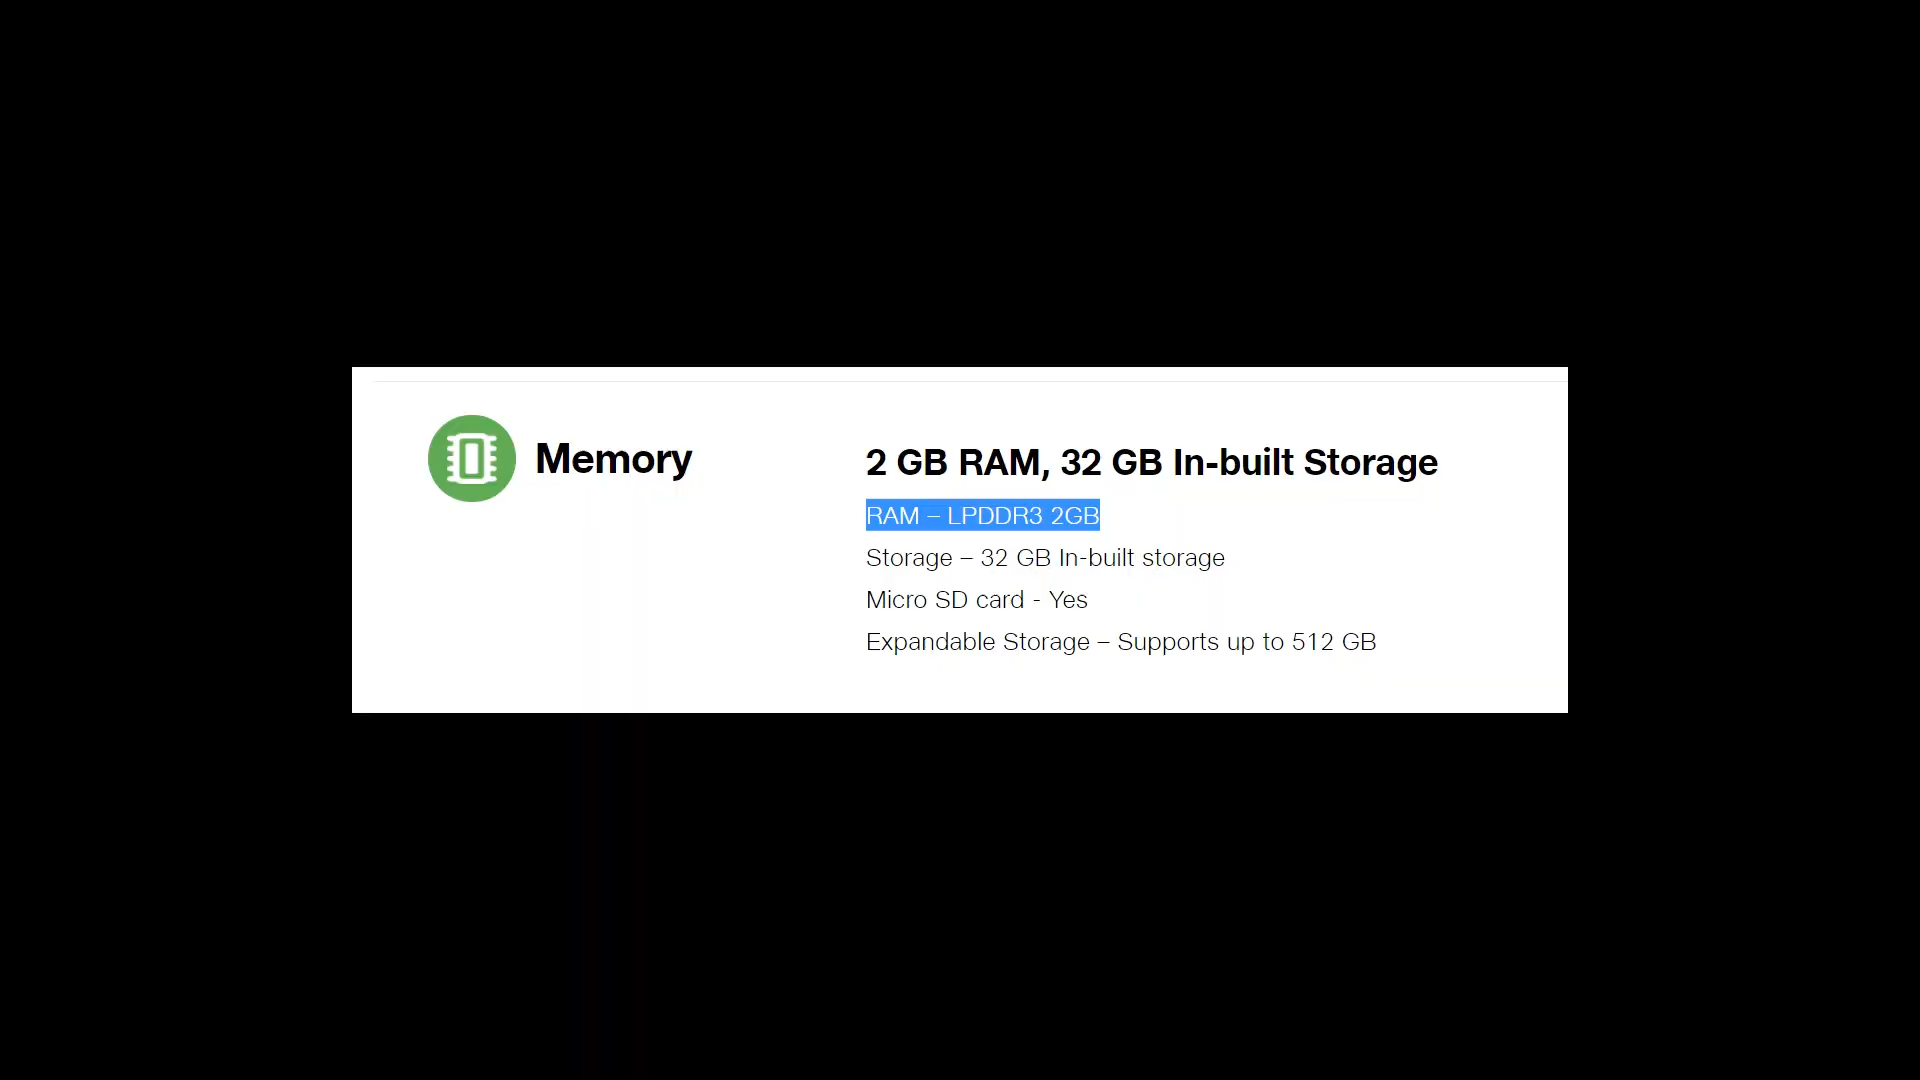 Memory
2 GB RAM, 32 GB In-built Storage
RAM – LPDDR3 2GB
Storage – 32 GB In-built storage
Micro SD card - Yes
Expandable Storage – Supports up to 512 GB